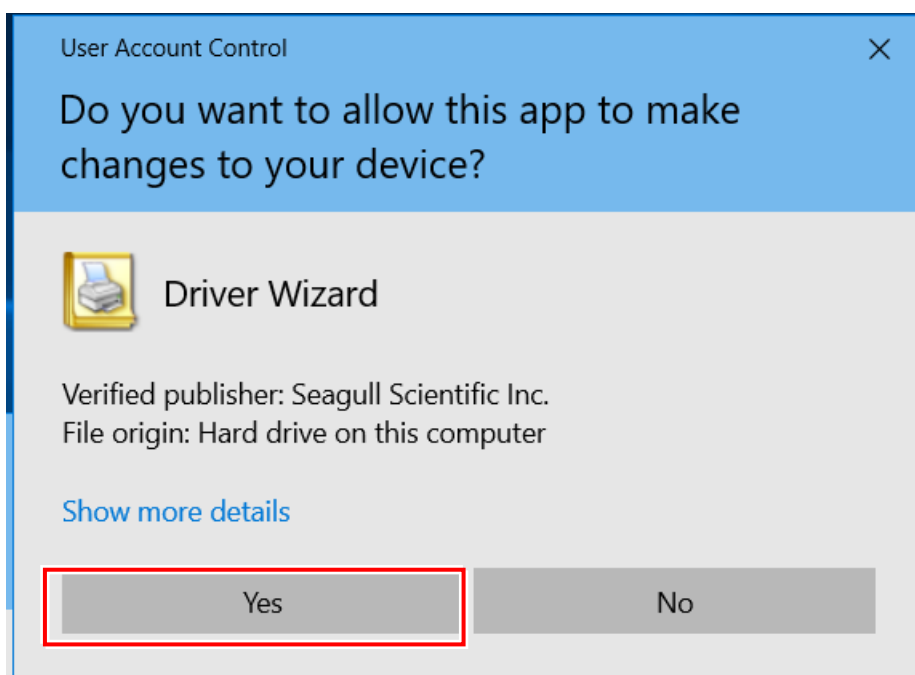 User Account Control
Do you want to allow this app to make
changes to your device?
Driver Wizard
Verified publisher: Seagull Scientific Inc.
File origin: Hard drive on this computer
Show more details
Yes
No